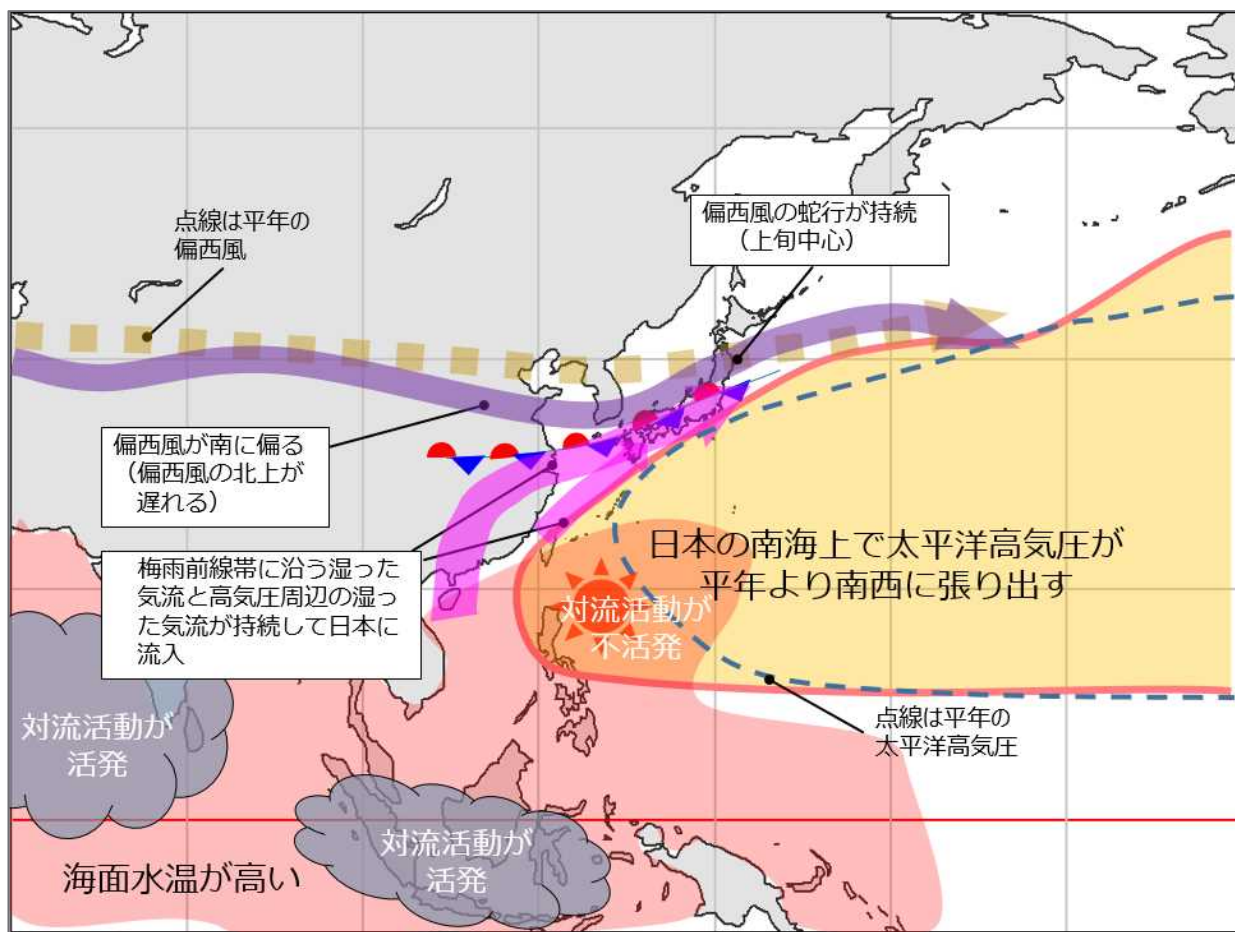 点線は平年の
偏西風
偏西風の蛇行が持続
（上旬中心）
偏西風が南に偏る
（偏西風の北上が
遅れる）
梅雨前線帯に沿う湿った
気流と高気圧周辺の湿っ
た気流が持続して日本に
流入
日本の南海上で太平洋高気圧が
平年より南西に張り出す
対流活動が
不活発
点線は平年の
太平洋高気圧
対流活動が
活発
対流活動が
活発
海面水温が高い